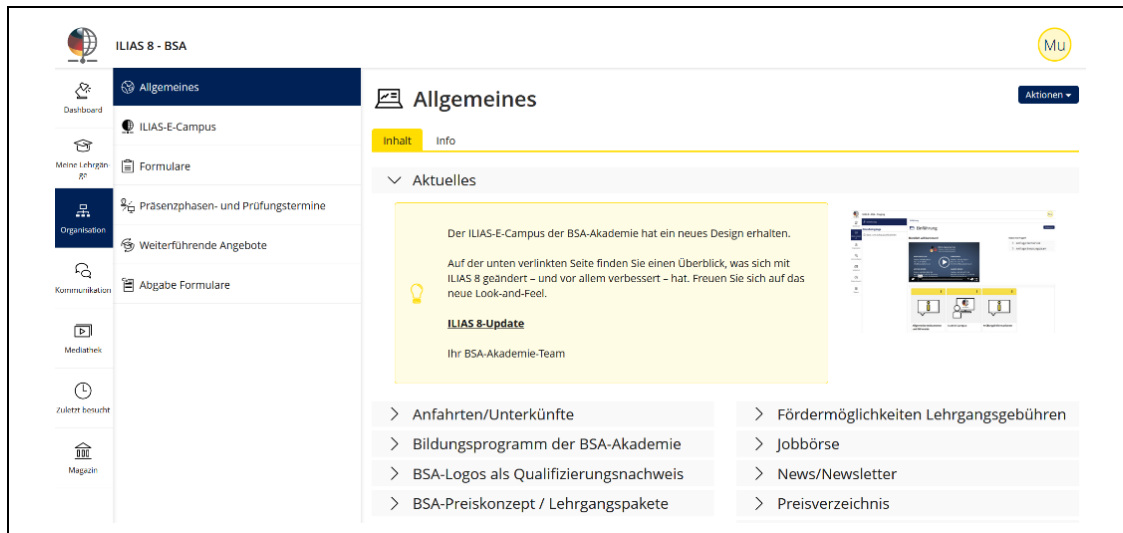 ILIAS 8 - BSA
Mu
Dashboard
Meine Lehrgän
ge
Organisation
Kommunikation
Mediathek
Zuletzt besucht
Magazin
Allgemeines
ILIAS-E-Campus
Formulare
Präsenzphasen- und Prüfungstermine
Weiterführende Angebote
Abgabe Formulare
Allgemeines
Aktionen
Inhalt Info
Aktuelles
Der ILIAS-E-Campus der BSA-Akademie hat ein neues Design erhalten.
Auf der unten verlinkten Seite finden Sie einen Überblick, was sich mit
ILIAS 8 geändert – und vor allem verbessert – hat. Freuen Sie sich auf das
neue Look-and-Feel.
ILIAS 8-Update
Ihr BSA-Akademie-Team
Anfahrten/Unterkünfte
Bildungsprogramm der BSA-Akademie
BSA-Logos als Qualifizierungsnachweis
BSA-Preiskonzept / Lehrgangspakete
Fördermöglichkeiten Lehrgangsgebühren
Jobbörse
News/Newsletter
Preisverzeichnis